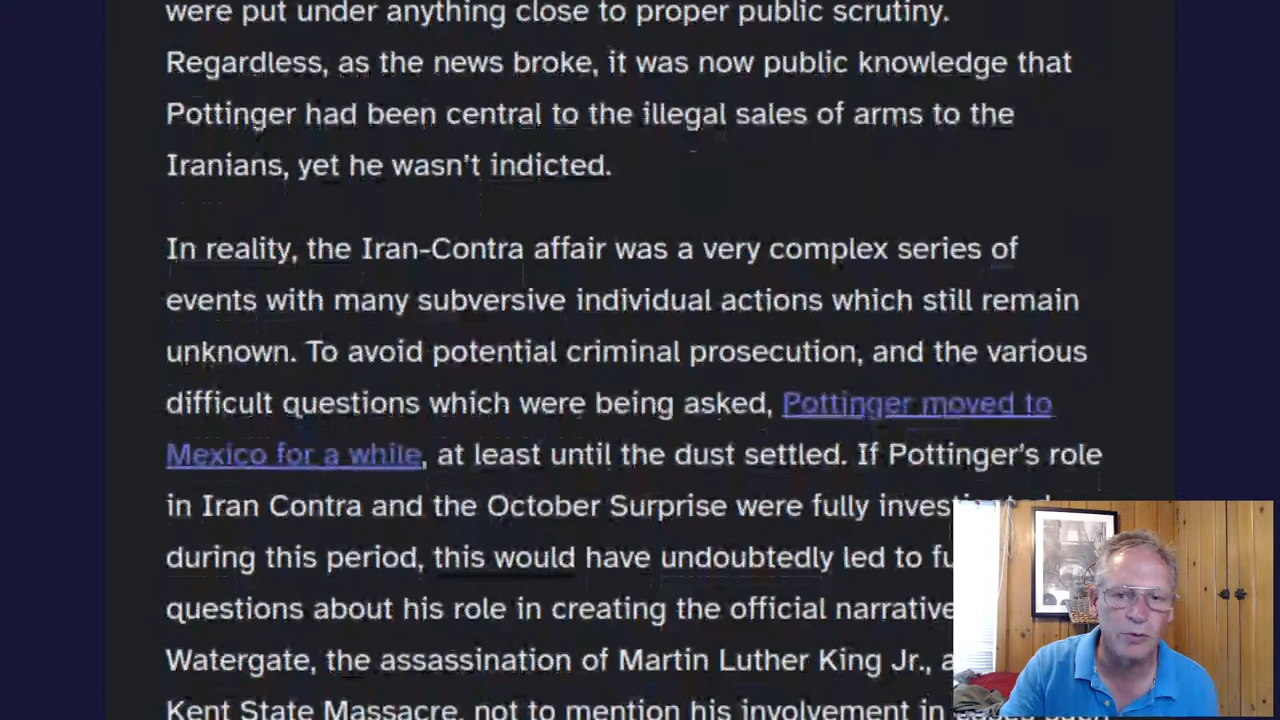 were put under anything close to proper public scrutiny.
Regardless, as the news broke, it was now public knowledge that
Pottinger had been central to the illegal sales of arms to the
Iranians, yet he wasn't indicted.
In reality, the Iran-Contra affair was a very complex series of
events with many subversive individual actions which still remain
unknown. To avoid potential criminal prosecution, and the various
difficult questions which were being asked, Pottinger moved to
Mexico for a while, at least until the dust settled. If Pottinger's role
in Iran Contra and the October Surprise were fully
during this period, this would have undoubtedly led to
questions about his role in creating the official narrative
Watergate, the assassination of Martin Luther King Jr.,
Kent State Massacre, not to mention his involvement in